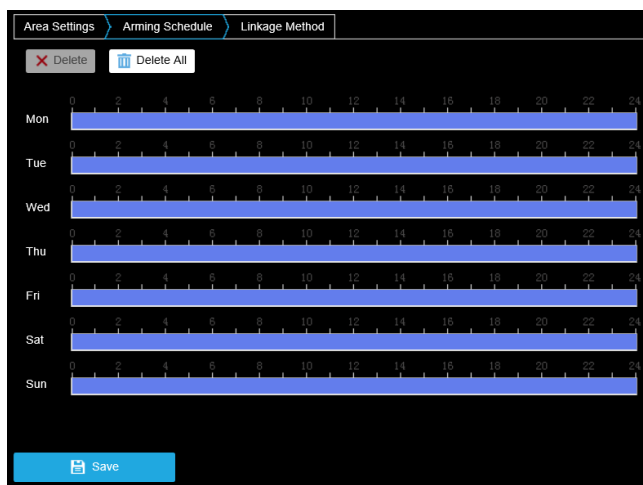 Area Settings Arming Schedule Linkage Method
Delete Delete All
0 2 4 6 8 10 12 14 16 18 20 22 24
Mon
0 2 4 6 8 10 12 14 16 18 20 22 24
Tue
0 2 4 6 8 10 12 14 16 18 20 22 24
Wed
0 2 4 6 8 10 12 14 16 18 20 22 24
Thu
0 2 4 6 8 10 12 14 16 18 20 22 24
Fri
0 2 4 6 8 10 12 14 16 18 20 22 24
Sat
0 2 4 6 8 10 12 14 16 18 20 22 24
Sun
Save